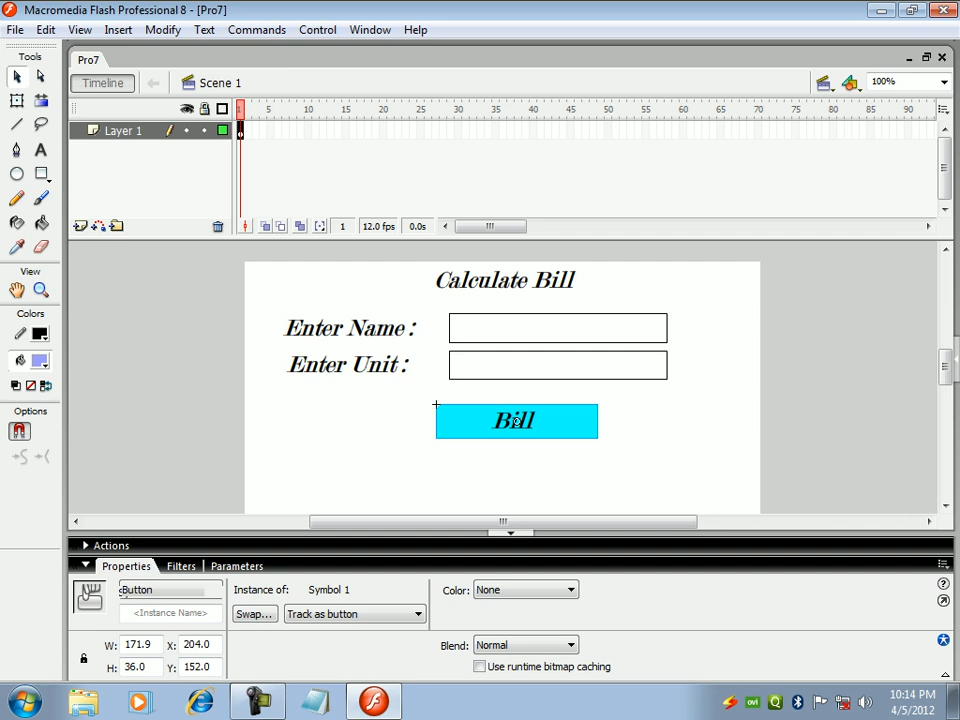 Macromedia Flash Professional 8 - [Pro7]
File Edit View Insert Modify Text Commands Control Window Help
Tools
Pro7
Timeline Scene 1 100%
1 5 10 15 20 25 30 35 40 45 50 55 60 65 70 75 80 85 90
Layer 1
1 12.0 fps 0.0s
View
Colors
Options
Calculate Bill
Enter Name:
Enter Unit:
Bill
Actions
Properties Filters Parameters
Button Instance of: Symbol 1 Color: None
<Instance Name> Swap... Track as button
W: 171.9 X: 204.0 Blend: Normal
H: 36.0 Y: 152.0 Use runtime bitmap caching
ovi
10:14 PM
4/5/2012